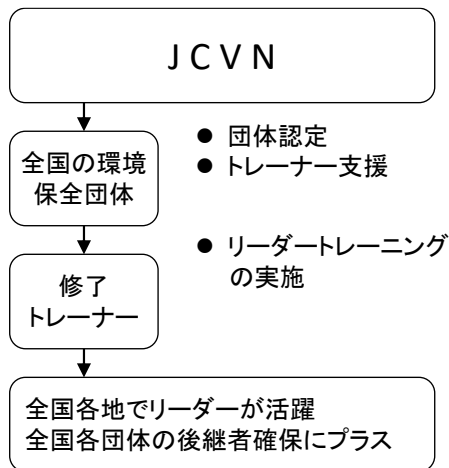 JCVN
全国の環境
保全団体
● 団体認定
● トレーナー支援
● リーダートレーニング
の実施
修了
トレーナー
全国各地でリーダーが活躍
全国各団体の後継者確保にプラス